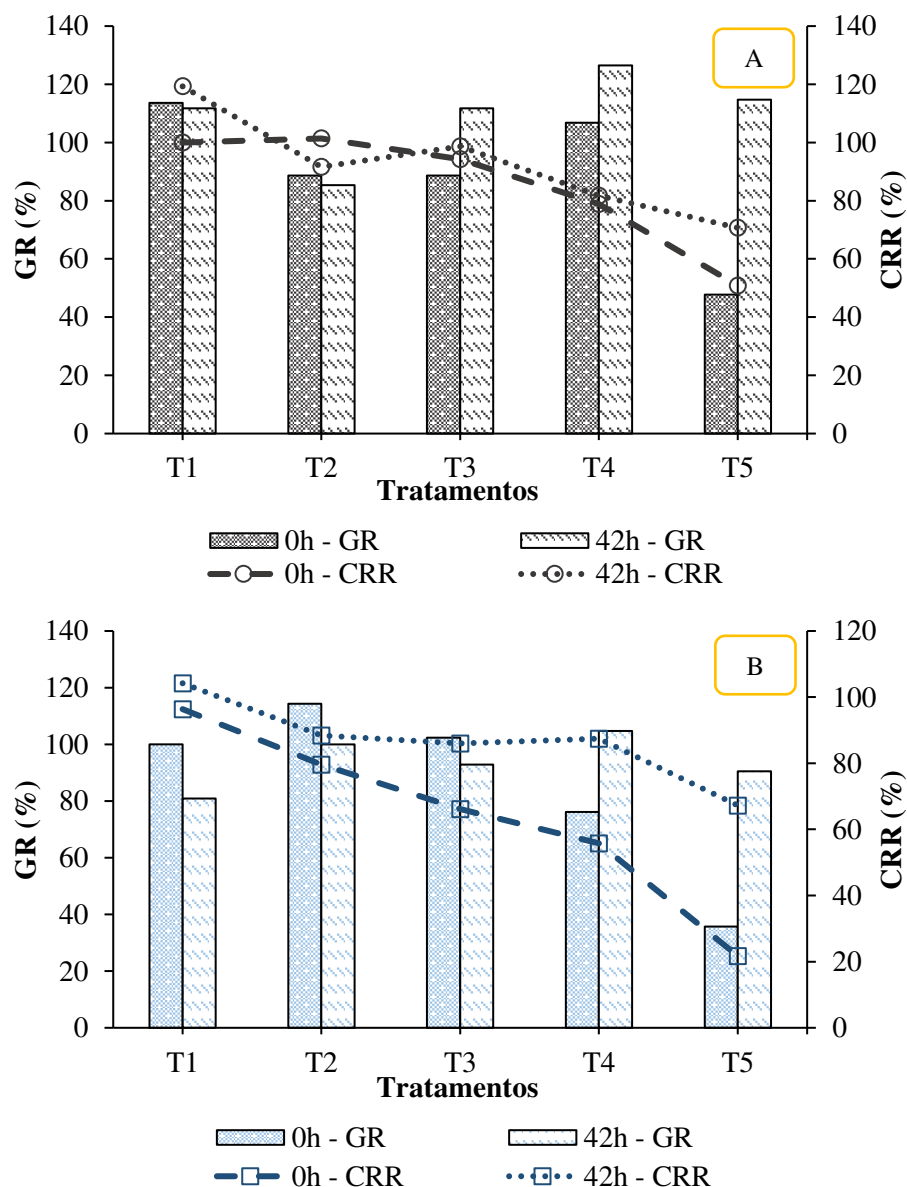 A
GR (%)
CRR (%)
140 140
120 120
100 100
80 80
60 60
40 40
20 20
0 0
T1 T2 T3 T4 T5
Tratamentos
0h - GR 42h - GR
0h - CRR 42h - CRR
B
GR (%)
CRR (%)
140 120
120 100
100 80
80 60
60 40
40 20
20 0
0
T1 T2 T3 T4 T5
Tratamentos
0h - GR 42h - GR
0h - CRR 42h - CRR